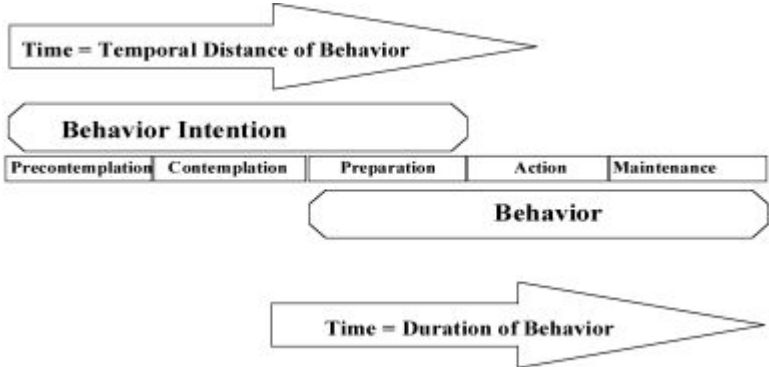 Time = Temporal Distance of Behavior
Behavior Intention
Precontemplation Contemplation Preparation Action Maintenance
Behavior
Time = Duration of Behavior